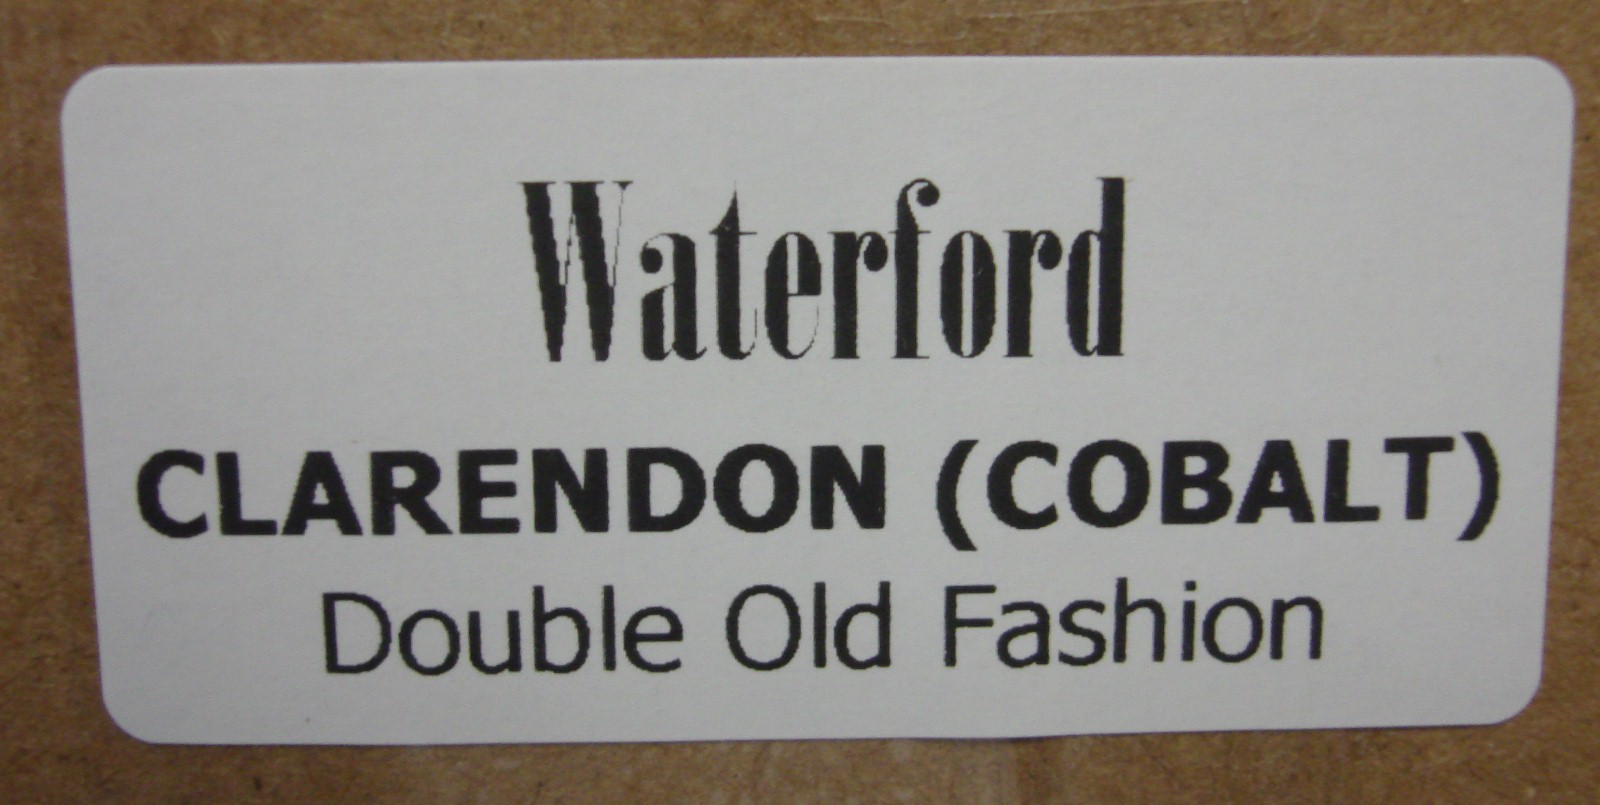 Waterford
CLARENDON (COBALT)
Double Old Fashion